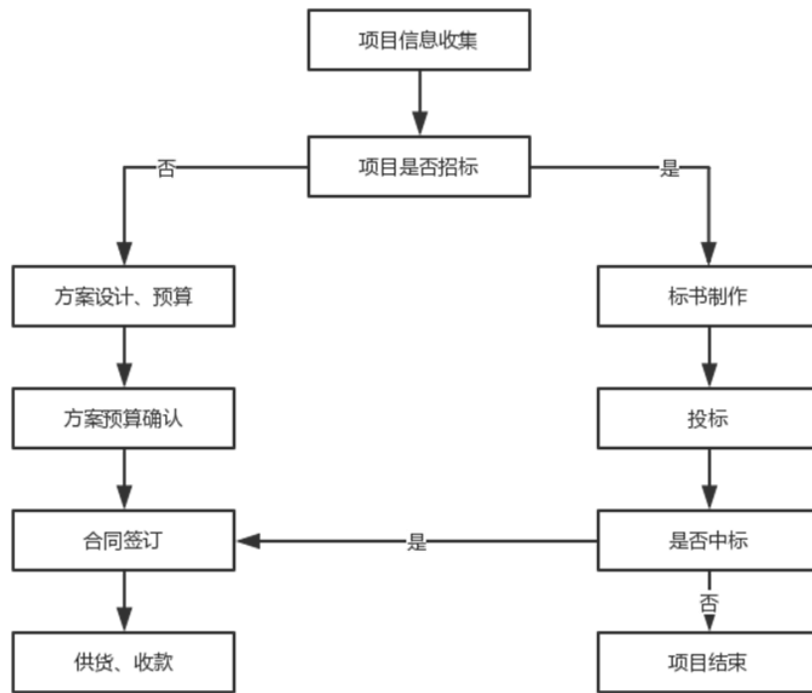 项目信息收集
项目是否招标
否
是
方案设计、预算
标书制作
方案预算确认
投标
合同签订
是
是否中标
否
供货、收款
项目结束